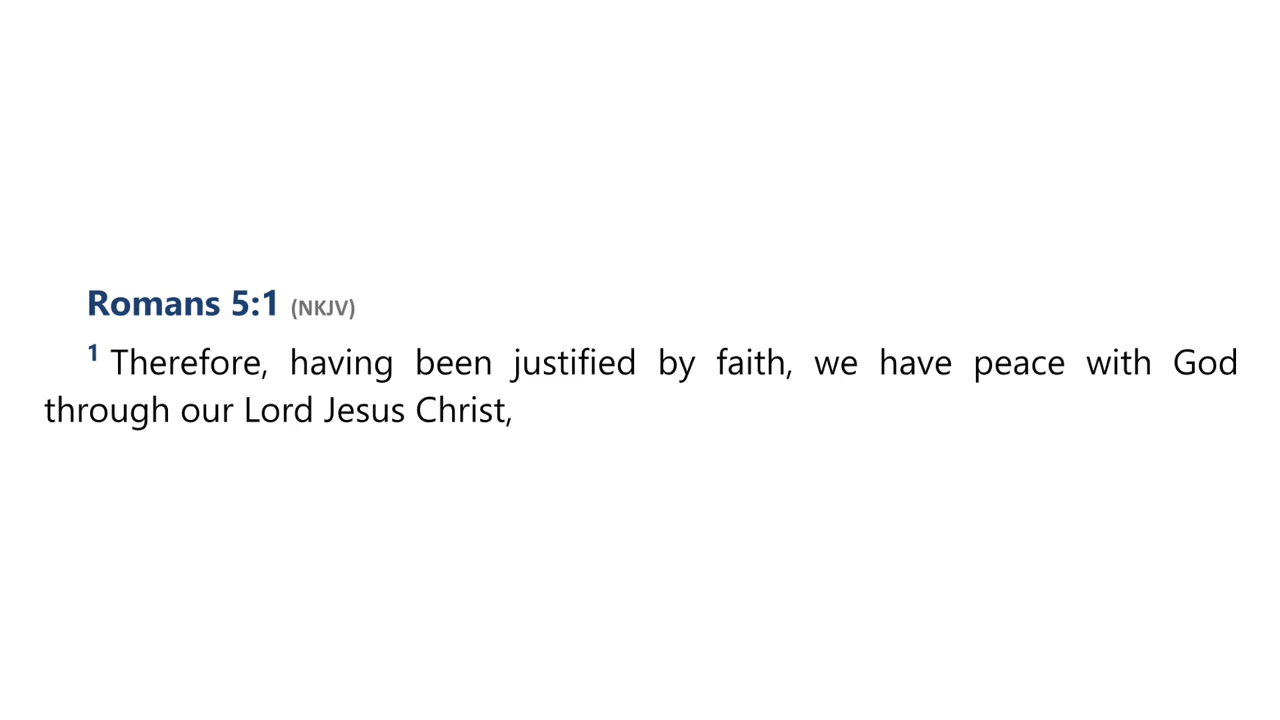 Romans 5:1 (NKJV)
1 Therefore, having been justified by faith, we have peace with God
through our Lord Jesus Christ,